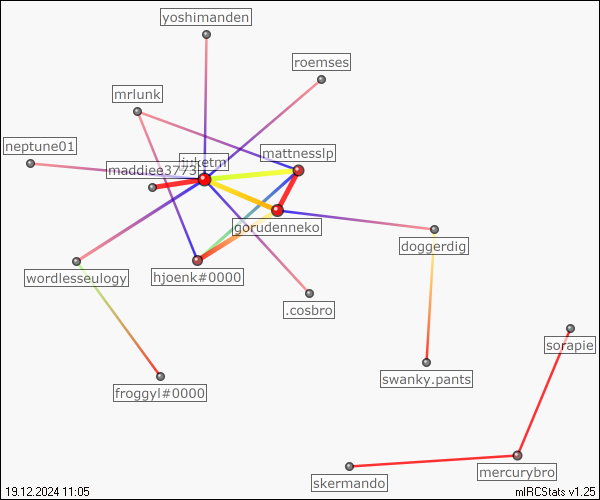 yoshimanden
roemses
mrlunk
neptune01
mattnesslp
juketm
maddiee3773
gorudenneko
doggerdig
wordlesseulogy
hjoenk#0000
.cosbro
sorapie
swanky.pants
froggyl#0000
mercurybro
skermando
19.12.2024 11:05
mIRCStats v1.25